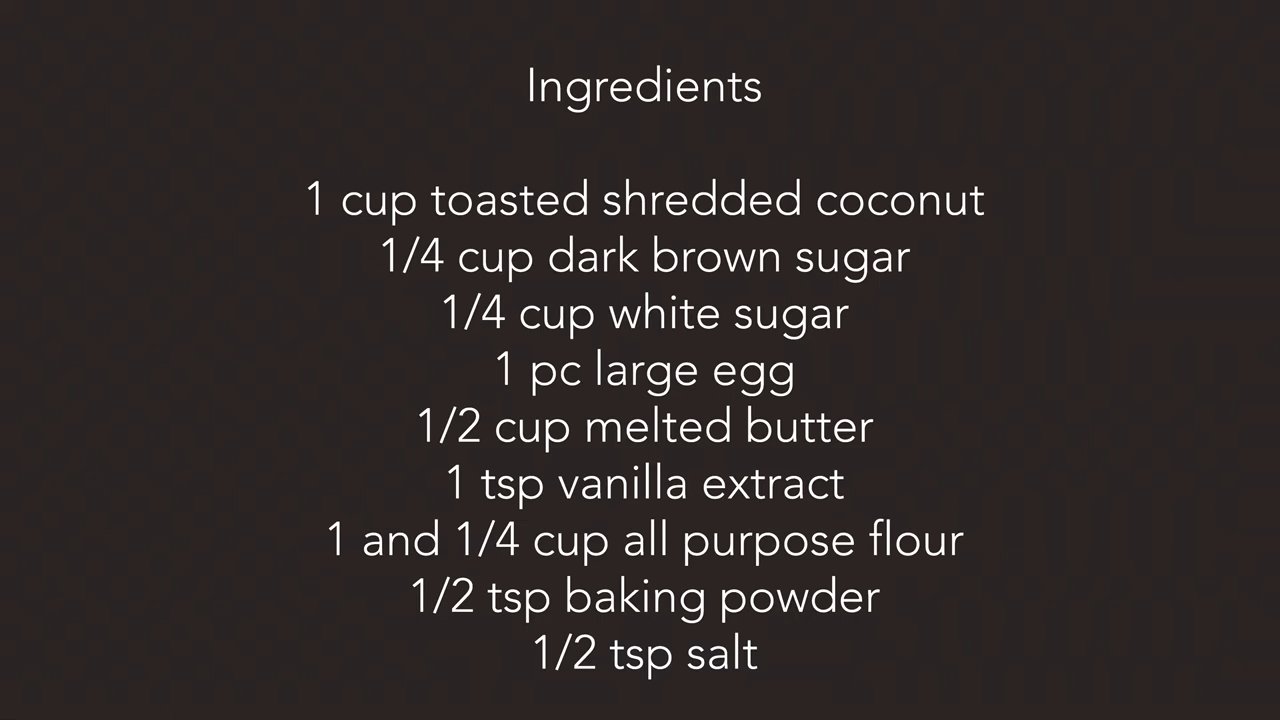 Ingredients
1 cup toasted shredded coconut
1/4 cup dark brown sugar
1/4 cup white sugar
1 pc large egg
1/2 cup melted butter
1 tsp vanilla extract
1 and 1/4 cup all purpose flour
1/2 tsp baking powder
1/2 tsp salt